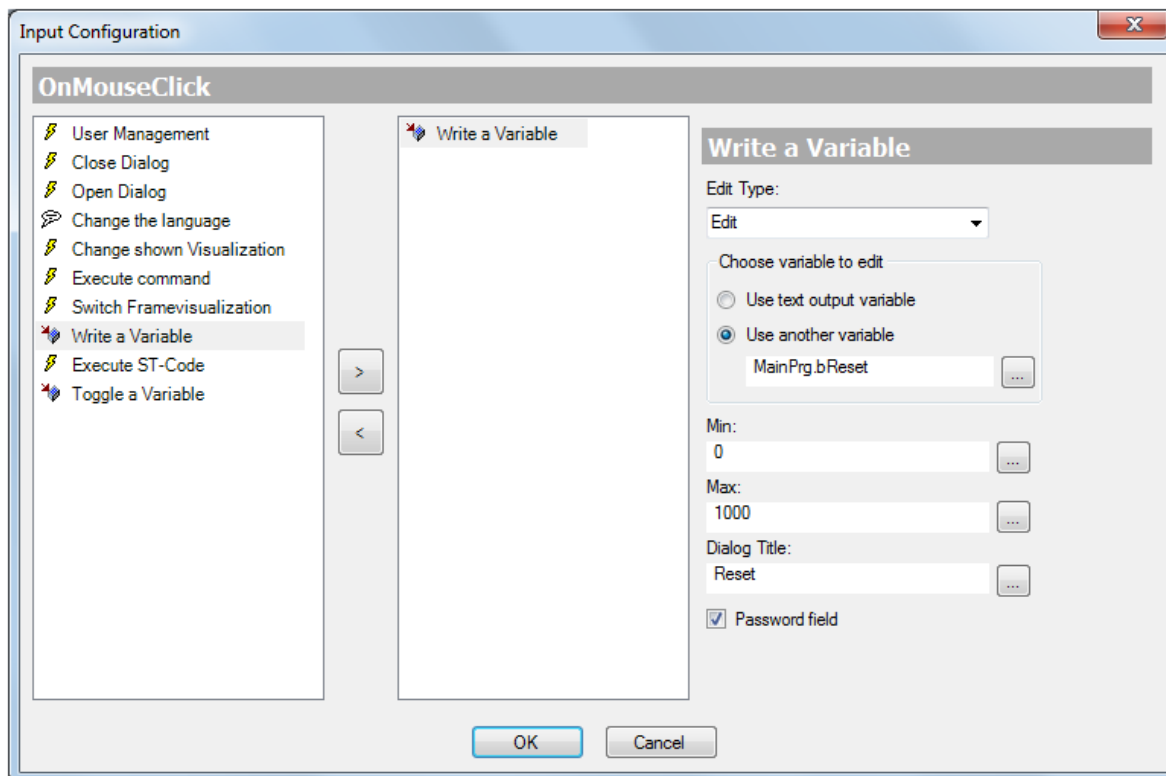 Input Configuration
OnMouseClick
User Management
Close Dialog
Open Dialog
Change the language
Change shown Visualization
Execute command
Switch Framevisualization
Write a Variable
Execute ST-Code
Toggle a Variable
>
<
Write a Variable
Write a Variable
Edit Type:
Edit
Choose variable to edit
Use text output variable
Use another variable
MainPrg.bReset
...
Min:
0
...
Max:
1000
...
Dialog Title:
Reset
...
Password field
OK
Cancel